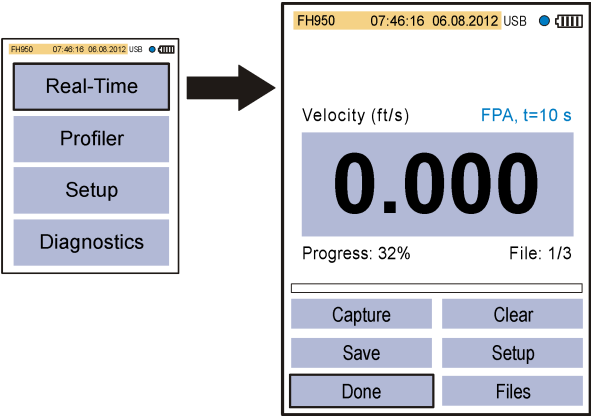 FH950 07:46:16 06.08.2012 USB
Real-Time
Profiler
Setup
Diagnostics
FH950 07:46:16 06.08.2012 USB
Velocity (ft/s) FPA, t=10 s
0.000
Progress: 32% File: 1/3
Capture Clear
Save Setup
Done Files